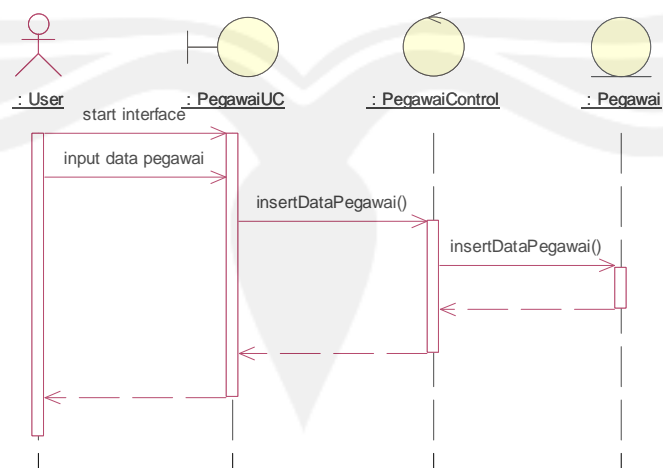 : User
: PegawaiUC
: PegawaiControl
: Pegawai
start interface
input data pegawai
insertDataPegawai()
insertDataPegawai()